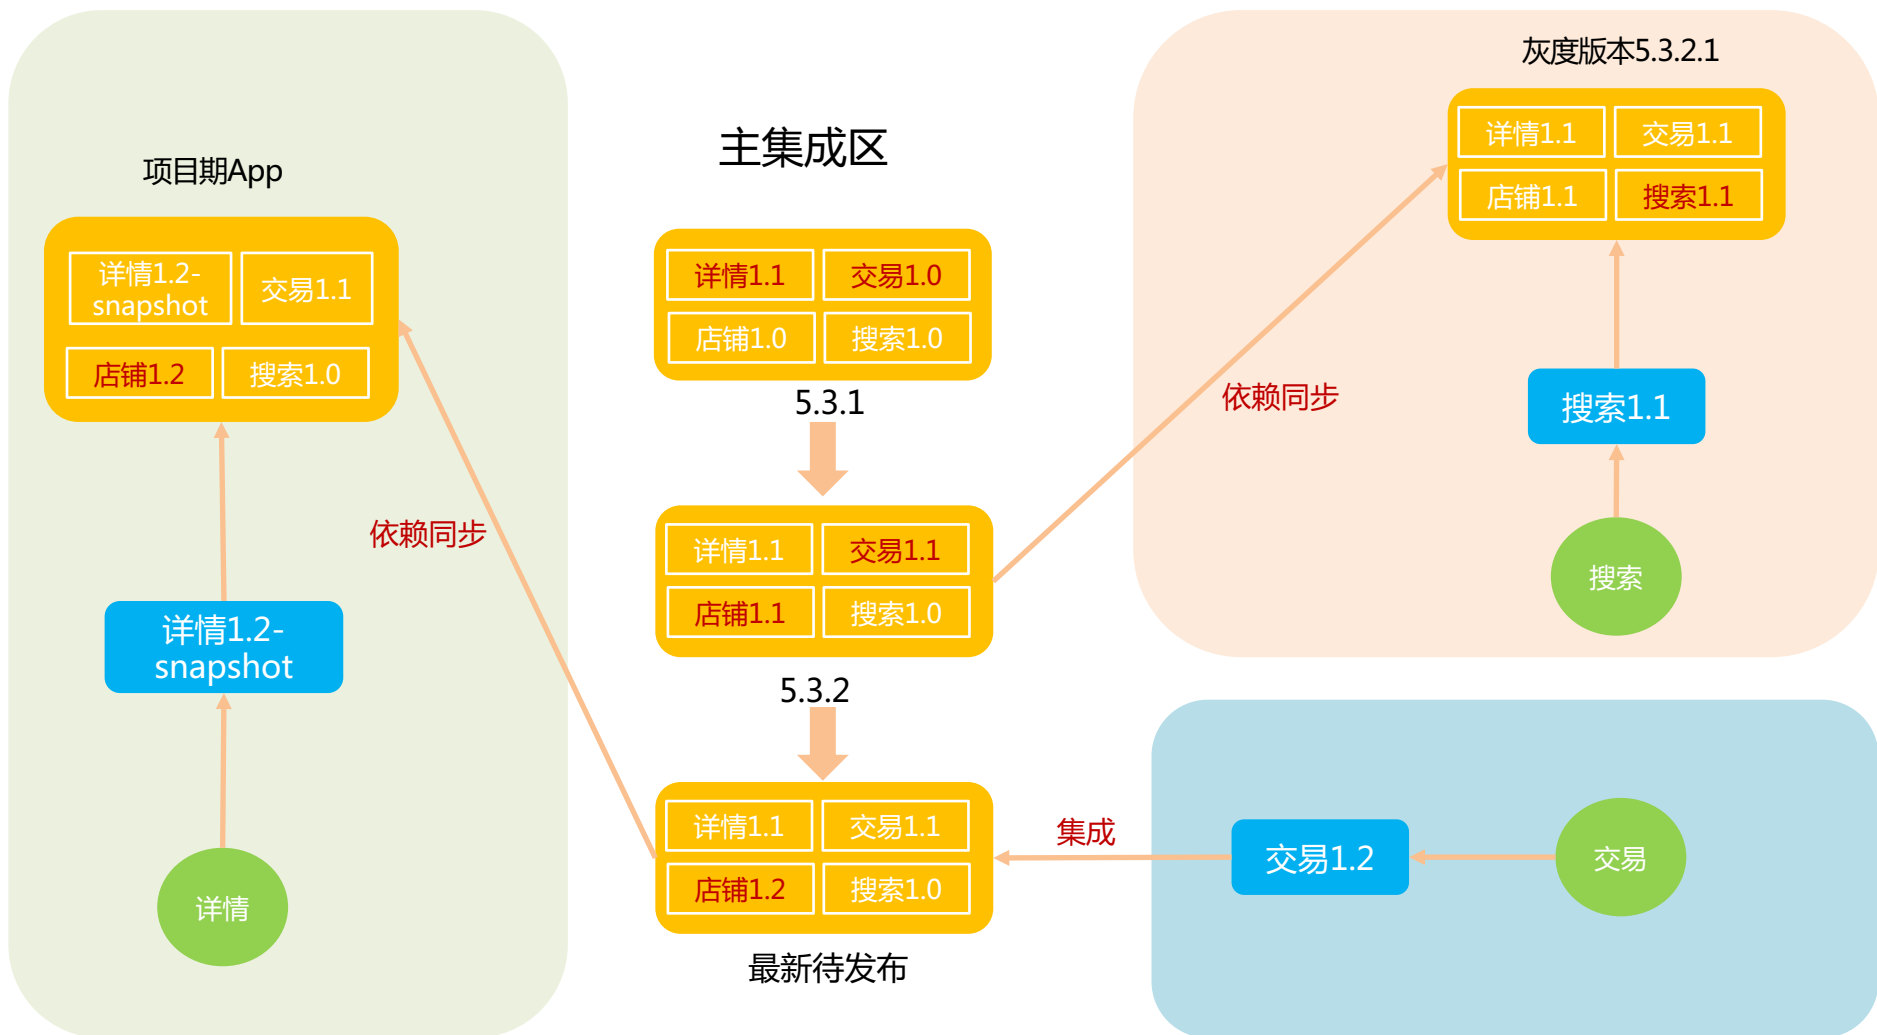 项目期App
详情1.2-
snapshot
交易1.1
店铺1.2
搜索1.0
依赖同步
详情1.2-
snapshot
详情
主集成区
详情1.1
交易1.0
店铺1.0
搜索1.0
5.3.1
详情1.1
交易1.1
店铺1.1
搜索1.0
5.3.2
详情1.1
交易1.1
店铺1.2
搜索1.0
最新待发布
灰度版本5.3.2.1
详情1.1
交易1.1
店铺1.1
搜索1.1
依赖同步
搜索1.1
搜索
集成
交易1.2
交易